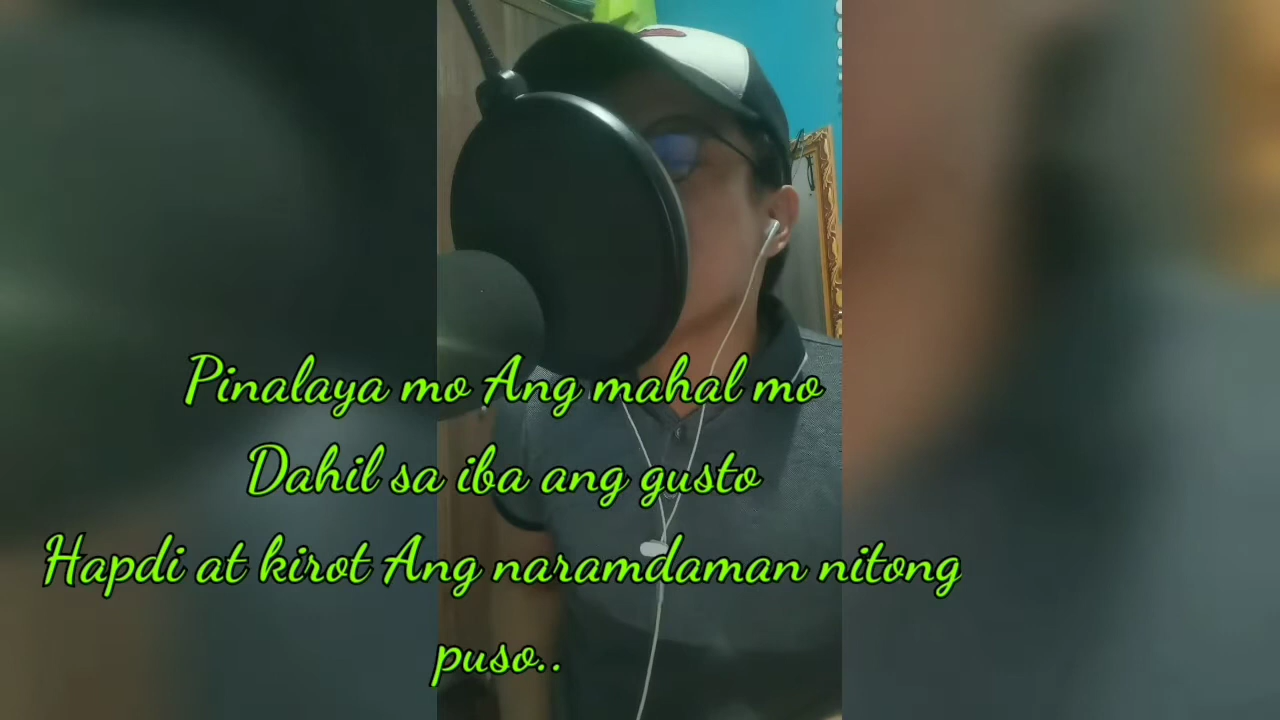 Pinalaya mo Ang mahal mo
Dahil sa iba ang gusto
Hapdi at kirot Ang naramdaman nitong
puso..